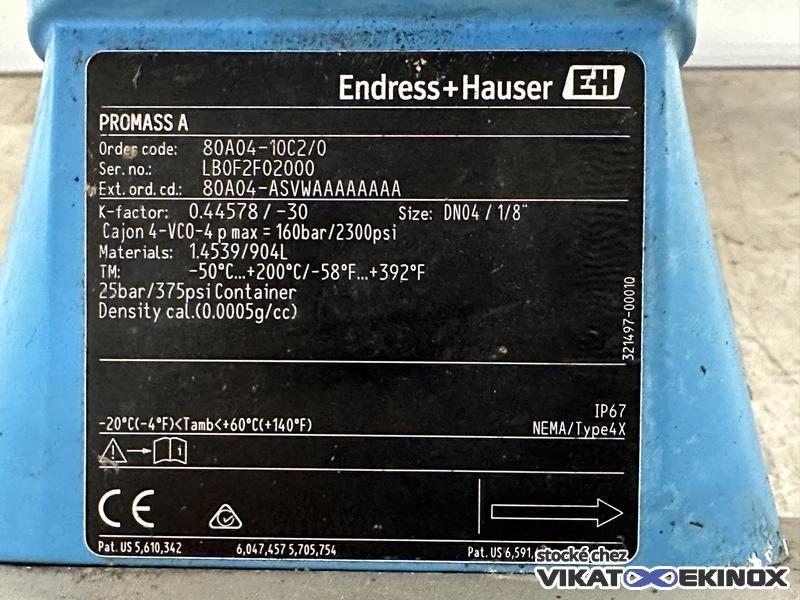 Endress+Hauser EH
PROMASS A
Order code: 80A04-10C2/0
Ser. no.: LB0F2F02000
Ext. ord. cd.: 80A04-ASVWAAAAAAAA
K-factor: 0.44578 / -30 Size: DN04 / 1/8"
Cajon 4-VCO-4 p max = 160bar/2300psi
Materials: 1.4539/904L
TM: -50°C...+200°C/-58°F...+392°F
25bar/375psi Container
Density cal.(0.0005g/cc)
321497-0001Q
IP67
-20°C(-4°F)<Tamb<+60°C(+140°F) NEMA/Type4X
i
CE
Pat. US 5,610,342 6,047,457 5,705,754 Pat. US 6,591,
stocké chez
VIKATOO EKINOX